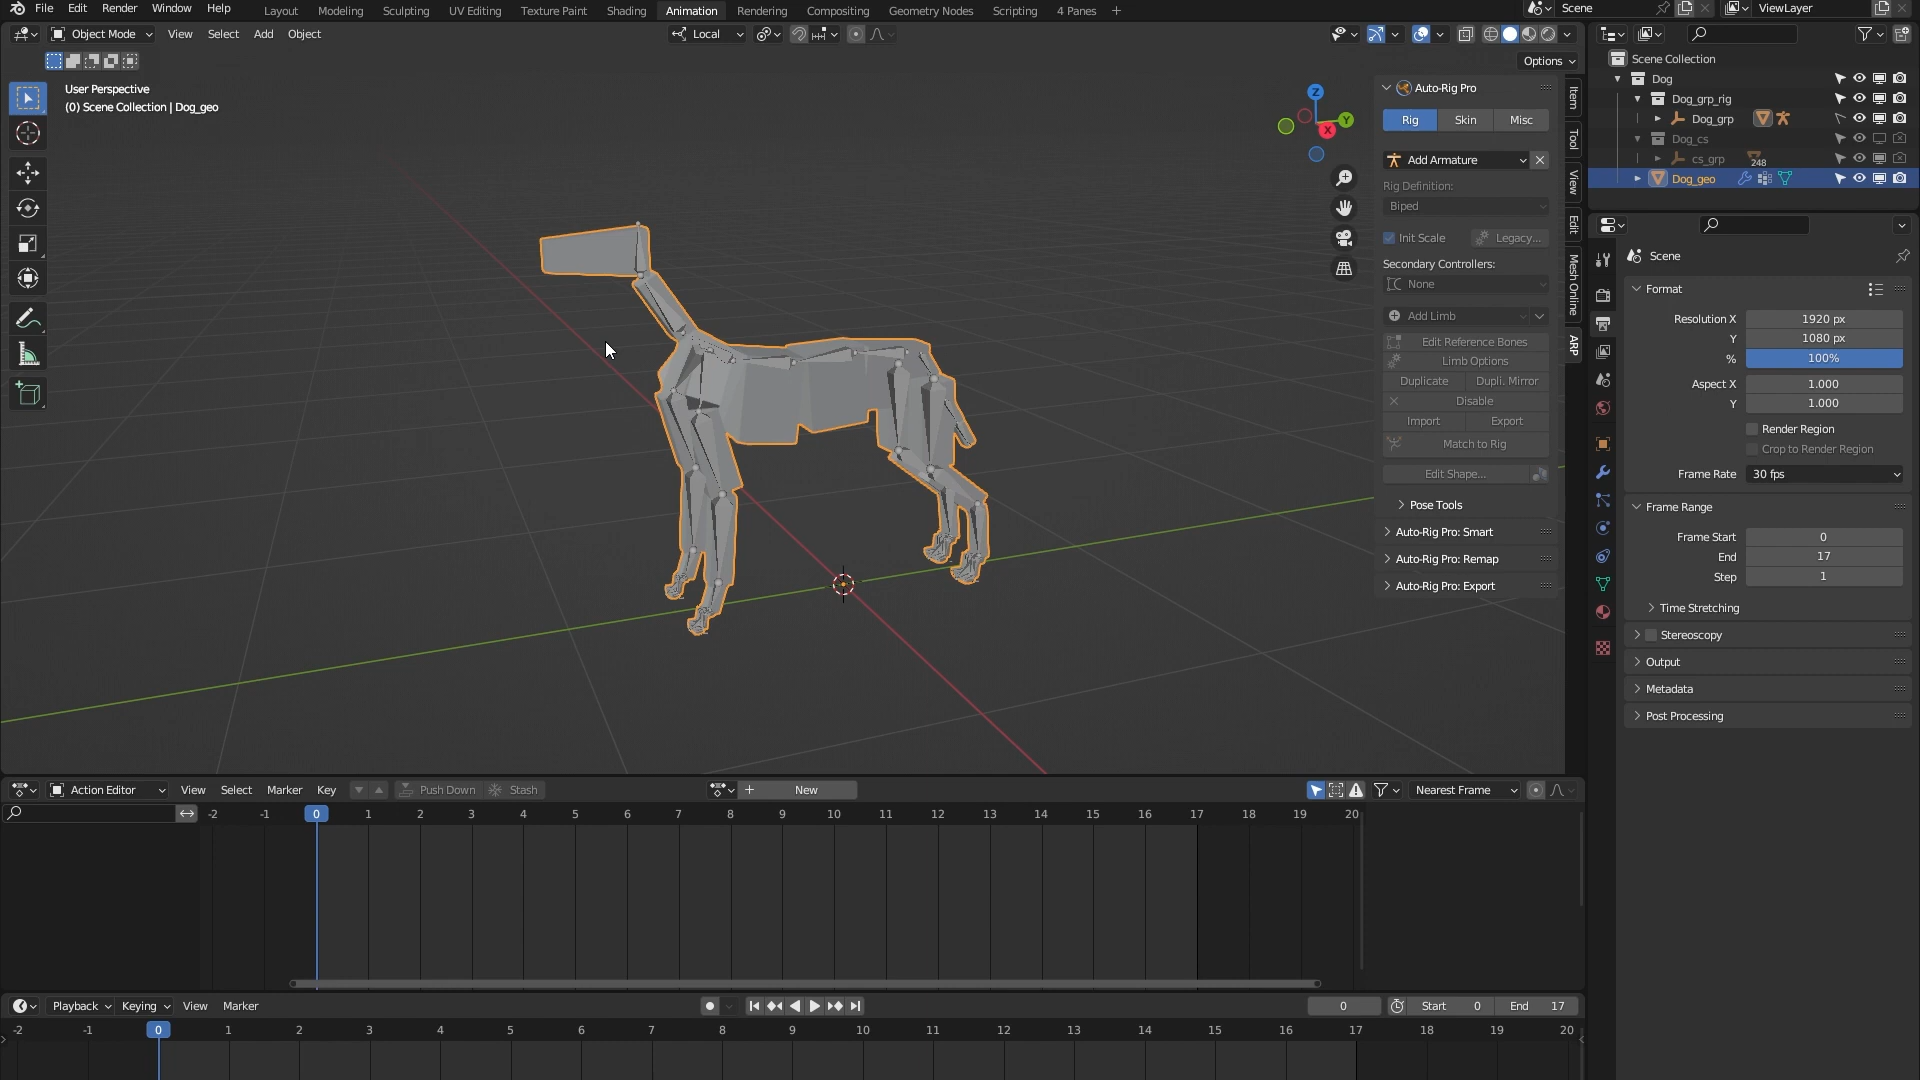 File Edit Render Window Help Layout Modeling Sculpting UV Editing Texture Paint Shading Animation Rendering Compositing Geometry Nodes Scripting 4 Panes + Scene ViewLayer
Object Mode View Select Add Object Local
Options
User Perspective
(0) Scene Collection | Dog_geo
Z
Y
X
Auto-Rig Pro
Rig Skin Misc
Add Armature
Rig Definition:
Biped
Init Scale Legacy...
Secondary Controllers:
None
Add Limb
Edit Reference Bones
Limb Options
Duplicate Dupli. Mirror
Disable
Import Export
Match to Rig
Edit Shape...
Pose Tools
Auto-Rig Pro: Smart
Auto-Rig Pro: Remap
Auto-Rig Pro: Export
Item
Tool
View
Edit
Mesh Online
ARP
Scene Collection
Dog
Dog_grp_rig
Dog_grp
Dog_cs
cs_grp 248
Dog_geo
Scene
Format
Resolution X 1920 px
Y 1080 px
% 100%
Aspect X 1.000
Y 1.000
Render Region
Crop to Render Region
Frame Rate 30 fps
Frame Range
Frame Start 0
End 17
Step 1
Time Stretching
Stereoscopy
Output
Metadata
Post Processing
Action Editor View Select Marker Key Push Down Stash + New Nearest Frame
-2 -1 0 1 2 3 4 5 6 7 8 9 10 11 12 13 14 15 16 17 18 19 20
Playback Keying View Marker 0 Start 0 End 17
-2 -1 0 1 2 3 4 5 6 7 8 9 10 11 12 13 14 15 16 17 18 19 20